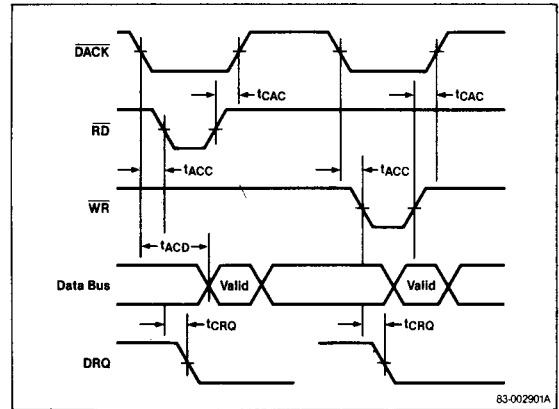 DACK
tCAC
tCAC
RD
tACC
tACC
WR
tACD
Data Bus
Valid
Valid
tCRQ
tCRQ
DRQ
83-002901A